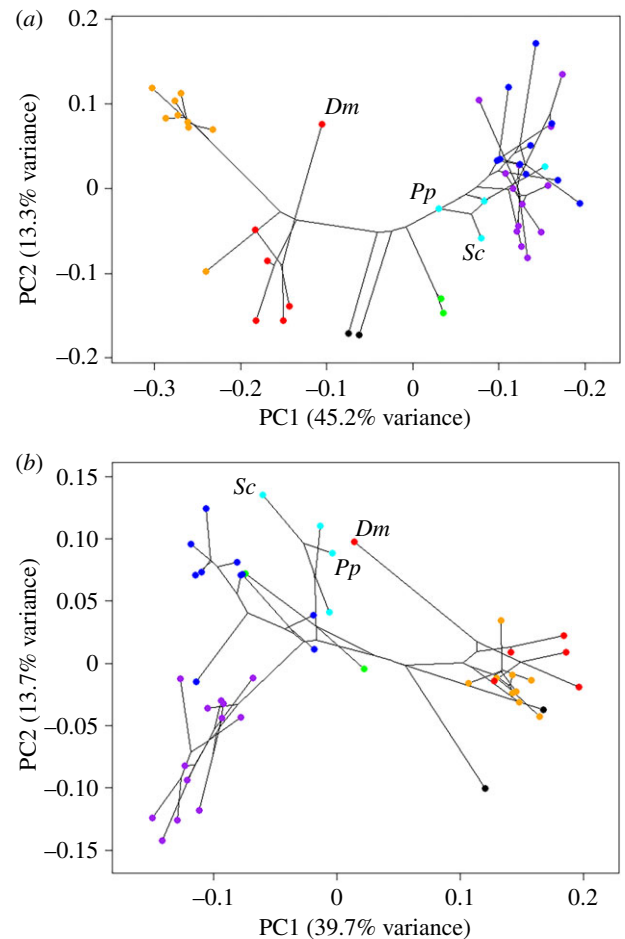 (a)
0.2
0.1
0
−0.1
−0.2
PC2 (13.3% variance)
Dm
Pp
Sc
−0.3 −0.2 −0.1 0 −0.1 −0.2
PC1 (45.2% variance)
(b)
0.15
0.10
0.05
0
−0.05
−0.10
−0.15
PC2 (13.7% variance)
Sc
Dm
Pp
−0.1 0 0.1 0.2
PC1 (39.7% variance)